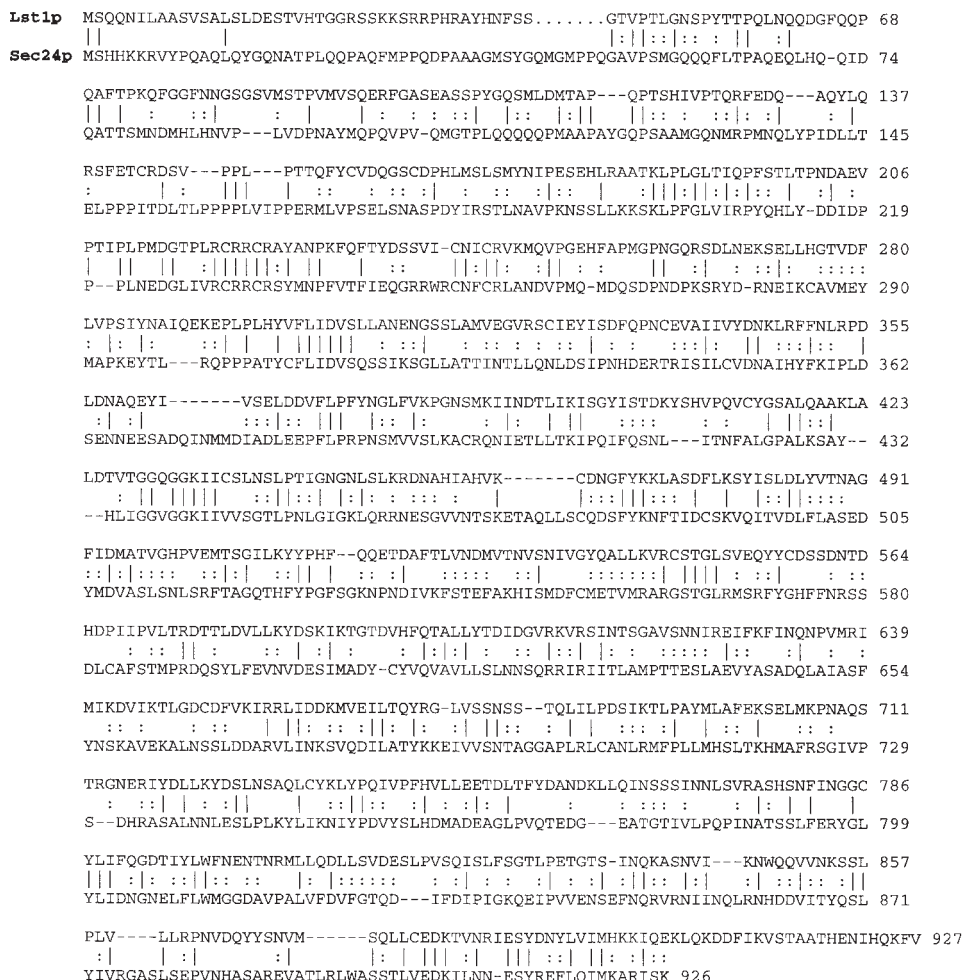 Lst1p MSQQNILAASVSALSLDESTVHTGGRSSKKSRRPHRAYHNFSS.......GTVPTLGNSPYTTPQLNQQDGFQQP 68
Sec24p MSHHKKRVYPQAQLQYGQNATPLQQPAQFMPPQDPAAAGMSYGQMGMPPQGAVPSMGQQQFLTPAQEQLHQ-QID 74
QAFTPKQFGGFNNGSGSVMSTPVMVSQERFGASEASSPYGQSMLDMTAP---QPTSHIVPTQRFEDQ---AQYLQ 137
QATTSMNDMHLHNVP---LVDPNAYMQPQVPV-QMGTPLQQQQQPMAAPAYGQPSAAMGQNMRPMNQLYPIDLLT 145
RSFETCRDSV---PPL---PTTQFYCVDQGSCDPHLMSLSMYNIPESEHLRAATKLPLGLTIQPFSTLTPNDAEV 206
ELPPPITDLTLPPPPLVIPPERMLVPSELSNASPDYIRSTLNAVPKNSSLLKKSKLPFGLVIRPYQHLY-DDIDP 219
PTIPLPMDGTPLRCRRCRAYANPKFQFTYDSSVI-CNICRVKMQVPGEHFAPMGPNGQRSDLNEKSELLHGTVDF 280
P--PLNEDGLIVRCRRCRSYMNPFVTFIEQGRRWRCNFCRLANDVPMQ-MDQSDPNDPKSRYD-RNEIKCAVMEY 290
LVPSIYNAIQEKEPLPLHYVFLIDVSLLANENGSSLAMVEGVRSCIEYISDFQPNCEVAIIVYDNKLRFFNLRPD 355
MAPKEYTL---RQPPPATYCFLIDVSQSSIKSGLLATTINTLLQNLDSIPNHDERTRISILCVDNAIHYFKIPLD 362
LDNAQEYI-------VSELDDVFLPFYNGLFVKPGNSMKIINDTLIKISGYISTDKYSHVPQVCYGSALQAAKLA 423
SENNEESADQINMMDIADLEEPFLPRPNSMVVSLKACRQNIETLLTKIPQIFQSNL---ITNFALGPALKSAY-- 432
LDTVTGGQGGKIICSLNSLPTIGNGNLSLKRDNAHIAHVK-------CDNGFYKKLASDFLKSYISLDLYVTNAG 491
--HLIGGVGGKIIVVSGTLPNLGIGKLQRRNESGVVNTSKETAQLLSCQDSFYKNFTIDCSKVQITVDLFLASED 505
FIDMATVGHPVEMTSGILKYYPHF--QQETDAFTLVNDMVTNVSNIVGYQALLKVRCSTGLSVEQYYCDSSDNTD 564
YMDVASLSNLSRFTAGQTHFYPGFSGKNPNDIVKFSTEFAKHISMDFCMETVMRARGSTGLRMSRFYGHFFNRSS 580
HDPIIPVLTRDTTLDVLLKYDSKIKTGTDVHFQTALLYTDIDGVRKVRSINTSGAVSNNIREIFKFINQNPVMRI 639
DLCAFSTMPRDQSYLFEVNVDESIMADY-CYVQVAVLLSLNNSQRRIRIITLAMPTTESLAEVYASADQLAIASF 654
MIKDVIKTLGDCDFVKIRRLIDDKMVEILTQYRG-LVSSNSS--TQLILPDSIKTLPAYMLAFEKSELMKPNAQS 711
YNSKAVEKALNSSLDDARVLINKSVQDILATYKKEIVVSNTAGGAPLRLCANLRMFPLLMHSLTKHMAFRSGIVP 729
TRGNERIYDLLKYDSLNSAQLCYKLYPQIVPFHVLLEETDLTFYDANDKLLQINSSSINNLSVRASHSNFINGGC 786
S--DHRASALNNLESLPLKYLIKNIYPDVYSLHDMADEAGLPVQTEDG---EATGTIVLPQPINATSSLFERYGL 799
YLIFQGDTIYLWFNENTNRMLLQDLLSVDESLPVSQISLFSGTLPETGTS-INQKASNVI---KNWQQVVNKSSL 857
YLIDNGNELFLWMGGDAVPALVFDVFGTQD---IFDIPIGKQEIPVVENSEFNQRVRNIINQLRNHDDVITYQSL 871
PLV----LLRPNVDQYYSNVM------SQLLCEDKTVNRIESYDNYLVIMHKKIQEKLQKDDFIKVSTAATHENIHQKFV 927
YIVRGASLSEPVNHASAREVATLRLWASSTLVEDKILNN-ESYREFLQIMKARISK 926